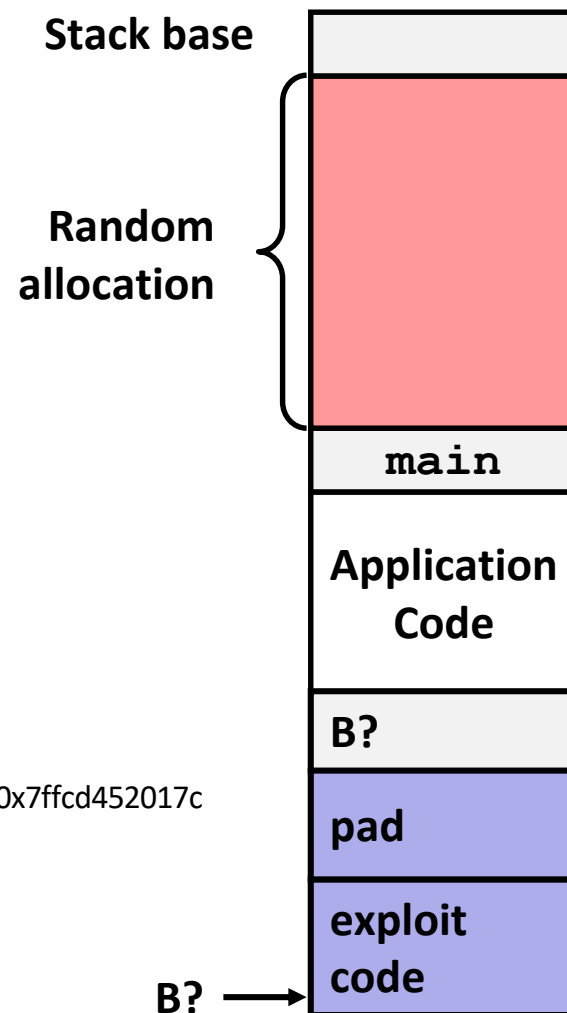 Stack base
Random
allocation
main
Application
Code
B?
0x7ffcd452017c
pad
exploit
code
B?